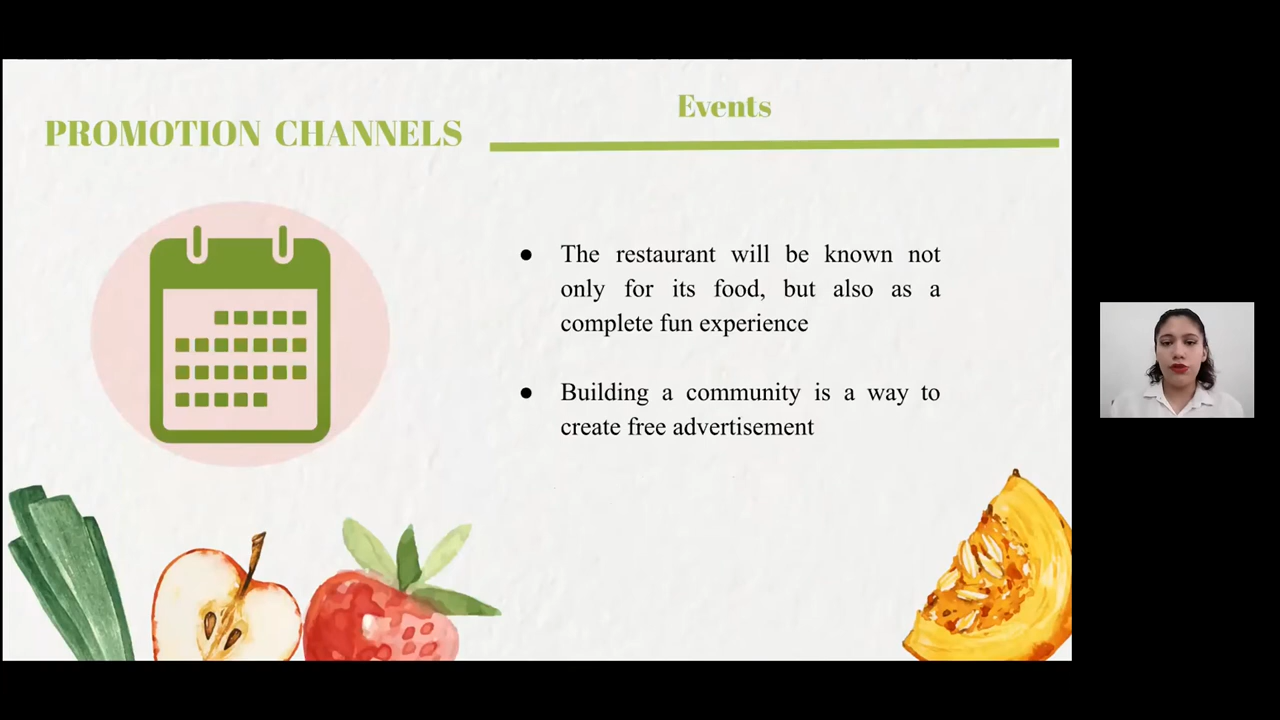 PROMOTION CHANNELS
Events
● The restaurant will be known not
only for its food, but also as a
complete fun experience
● Building a community is a way to
create free advertisement